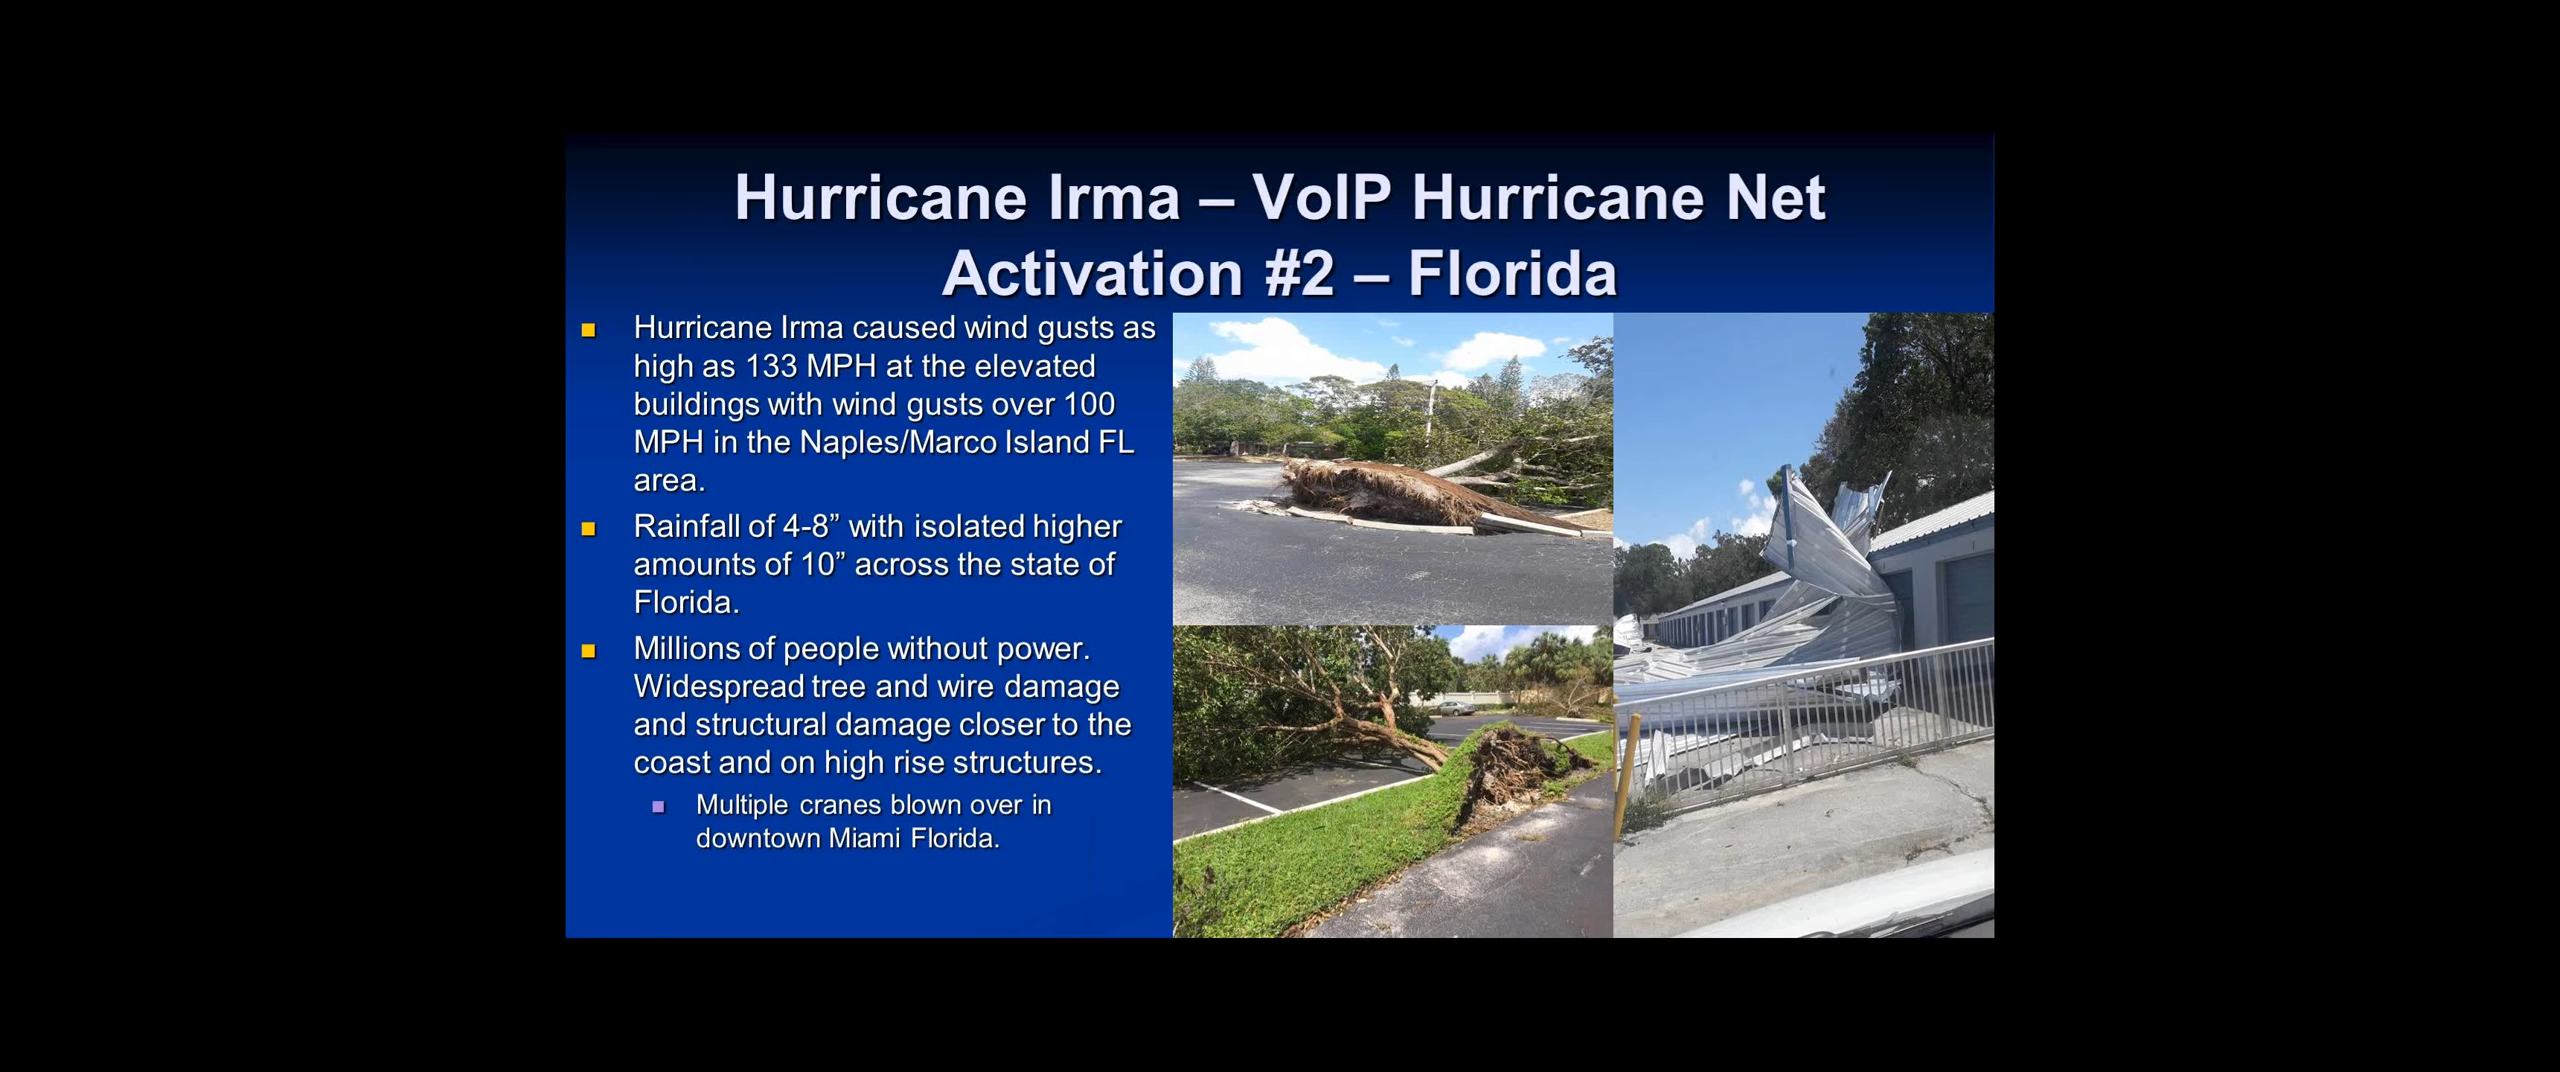 Hurricane Irma – VoIP Hurricane Net
Activation #2 – Florida
Hurricane Irma caused wind gusts as
high as 133 MPH at the elevated
buildings with wind gusts over 100
MPH in the Naples/Marco Island FL
area.
Rainfall of 4-8” with isolated higher
amounts of 10” across the state of
Florida.
Millions of people without power.
Widespread tree and wire damage
and structural damage closer to the
coast and on high rise structures.
Multiple cranes blown over in
downtown Miami Florida.